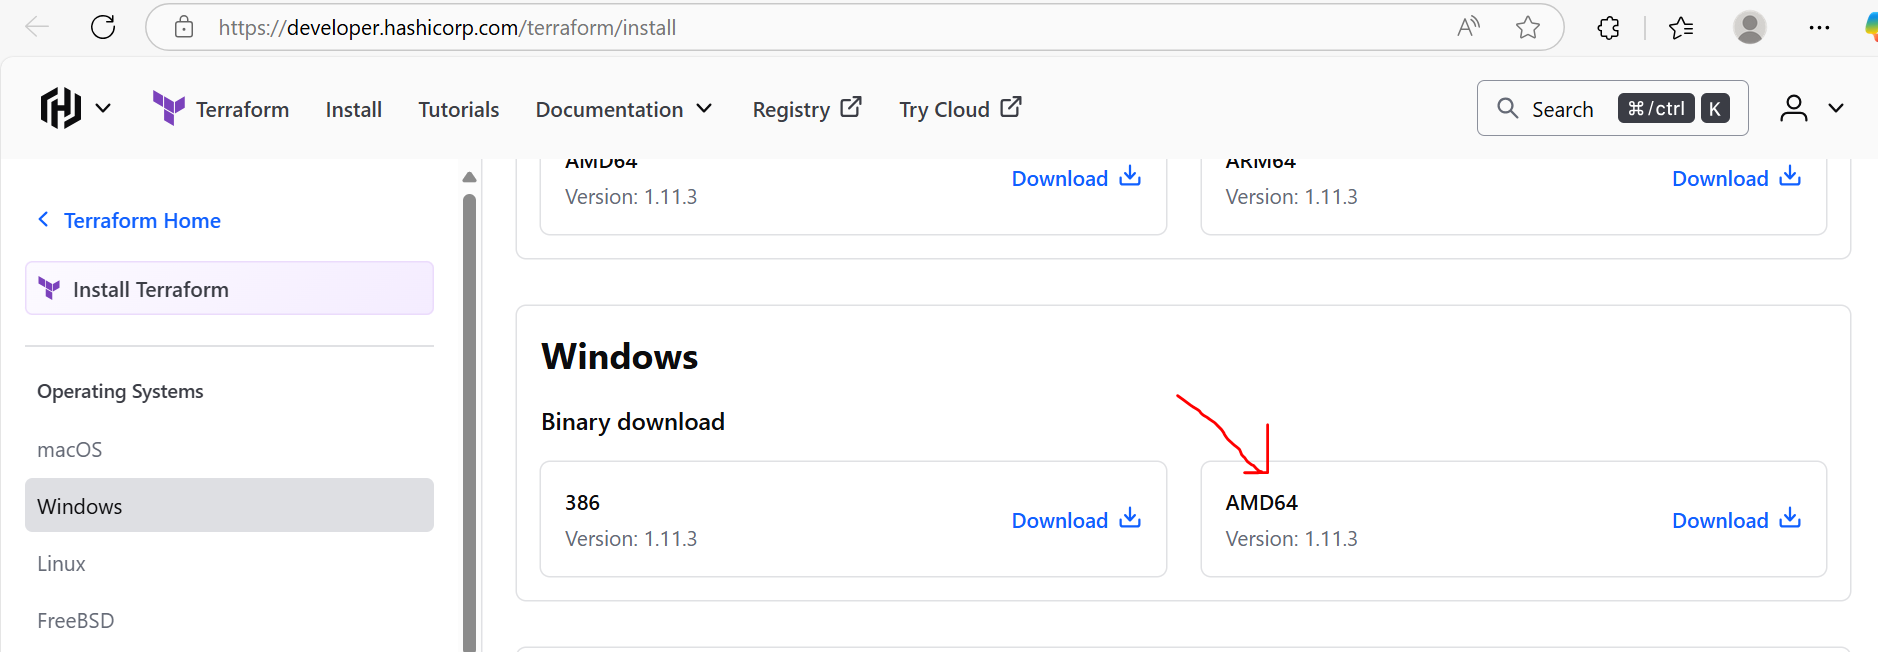 https://developer.hashicorp.com/terraform/install
Terraform Install Tutorials Documentation Registry Try Cloud Search ⌘/ctrl K
Terraform Home
Install Terraform
Operating Systems
macOS
Windows
Linux
FreeBSD
AMD64
Version: 1.11.3
Download
ARM64
Version: 1.11.3
Download
Windows
Binary download
386
Version: 1.11.3
Download
AMD64
Version: 1.11.3
Download